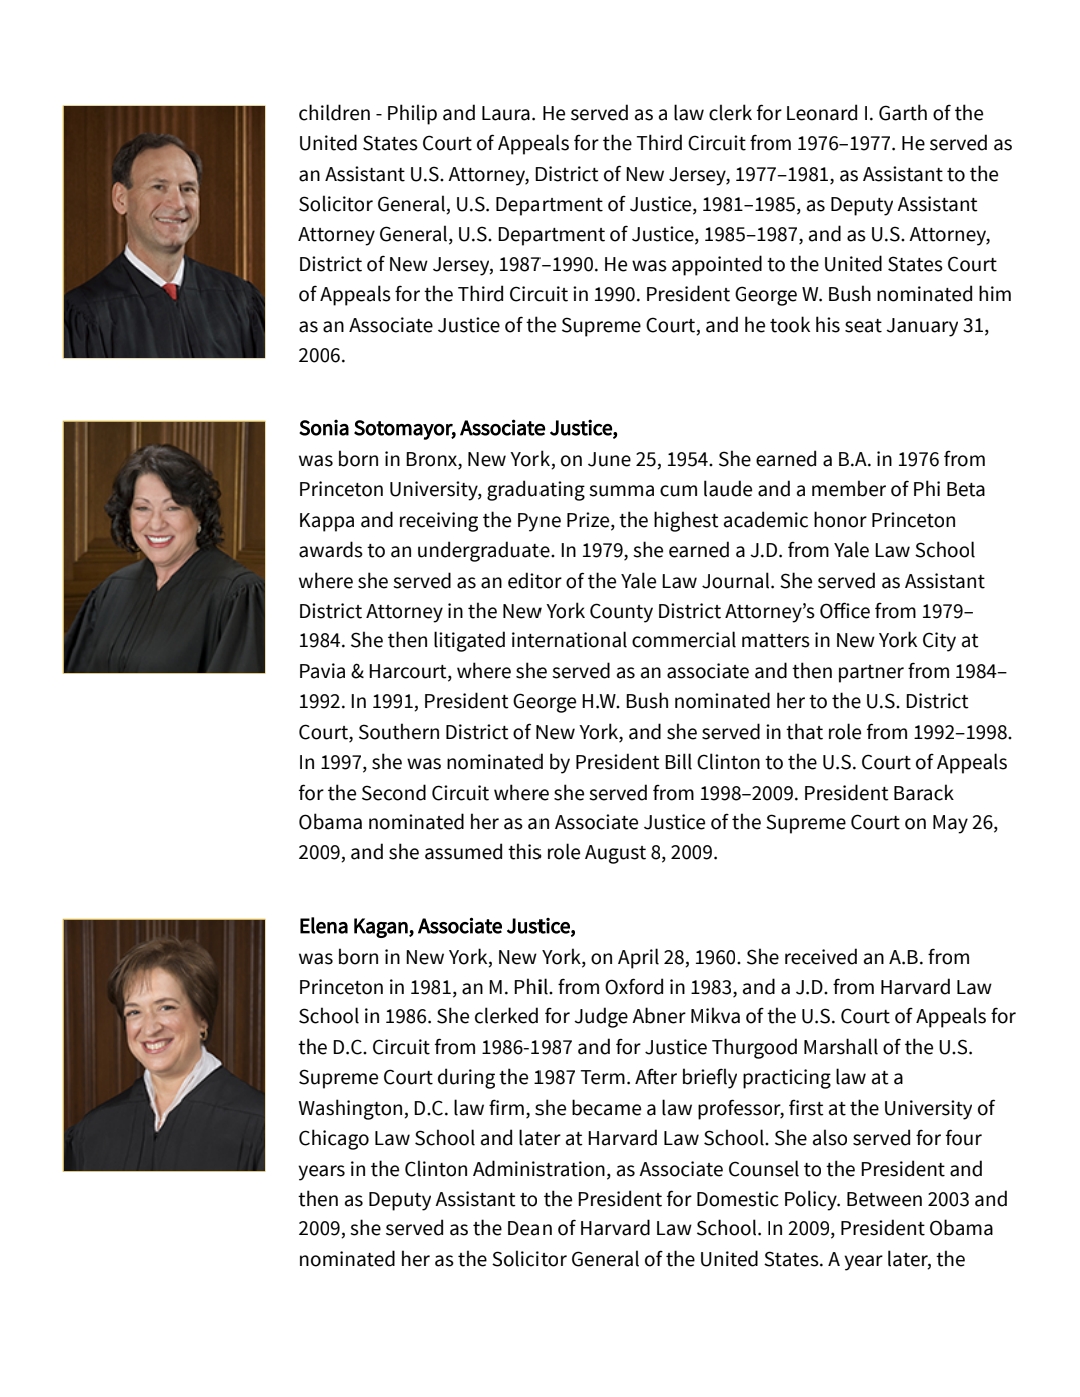 children - Philip and Laura. He served as a law clerk for Leonard I. Garth of the
United States Court of Appeals for the Third Circuit from 1976–1977. He served as
an Assistant U.S. Attorney, District of New Jersey, 1977–1981, as Assistant to the
Solicitor General, U.S. Department of Justice, 1981–1985, as Deputy Assistant
Attorney General, U.S. Department of Justice, 1985–1987, and as U.S. Attorney,
District of New Jersey, 1987–1990. He was appointed to the United States Court
of Appeals for the Third Circuit in 1990. President George W. Bush nominated him
as an Associate Justice of the Supreme Court, and he took his seat January 31,
2006.
Sonia Sotomayor, Associate Justice,
was born in Bronx, New York, on June 25, 1954. She earned a B.A. in 1976 from
Princeton University, graduating summa cum laude and a member of Phi Beta
Kappa and receiving the Pyne Prize, the highest academic honor Princeton
awards to an undergraduate. In 1979, she earned a J.D. from Yale Law School
where she served as an editor of the Yale Law Journal. She served as Assistant
District Attorney in the New York County District Attorney’s Office from 1979–
1984. She then litigated international commercial matters in New York City at
Pavia & Harcourt, where she served as an associate and then partner from 1984–
1992. In 1991, President George H.W. Bush nominated her to the U.S. District
Court, Southern District of New York, and she served in that role from 1992–1998.
In 1997, she was nominated by President Bill Clinton to the U.S. Court of Appeals
for the Second Circuit where she served from 1998–2009. President Barack
Obama nominated her as an Associate Justice of the Supreme Court on May 26,
2009, and she assumed this role August 8, 2009.
Elena Kagan, Associate Justice,
was born in New York, New York, on April 28, 1960. She received an A.B. from
Princeton in 1981, an M. Phil. from Oxford in 1983, and a J.D. from Harvard Law
School in 1986. She clerked for Judge Abner Mikva of the U.S. Court of Appeals for
the D.C. Circuit from 1986-1987 and for Justice Thurgood Marshall of the U.S.
Supreme Court during the 1987 Term. After briefly practicing law at a
Washington, D.C. law firm, she became a law professor, first at the University of
Chicago Law School and later at Harvard Law School. She also served for four
years in the Clinton Administration, as Associate Counsel to the President and
then as Deputy Assistant to the President for Domestic Policy. Between 2003 and
2009, she served as the Dean of Harvard Law School. In 2009, President Obama
nominated her as the Solicitor General of the United States. A year later, the